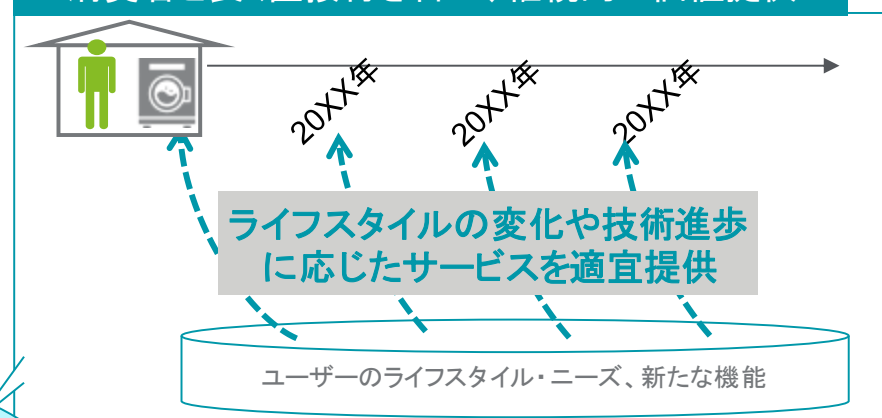 20XX年
20XX年
20XX年
ライフスタイルの変化や技術進歩
に応じたサービスを適宜提供
ユーザーのライフスタイル・ニーズ、新たな機能